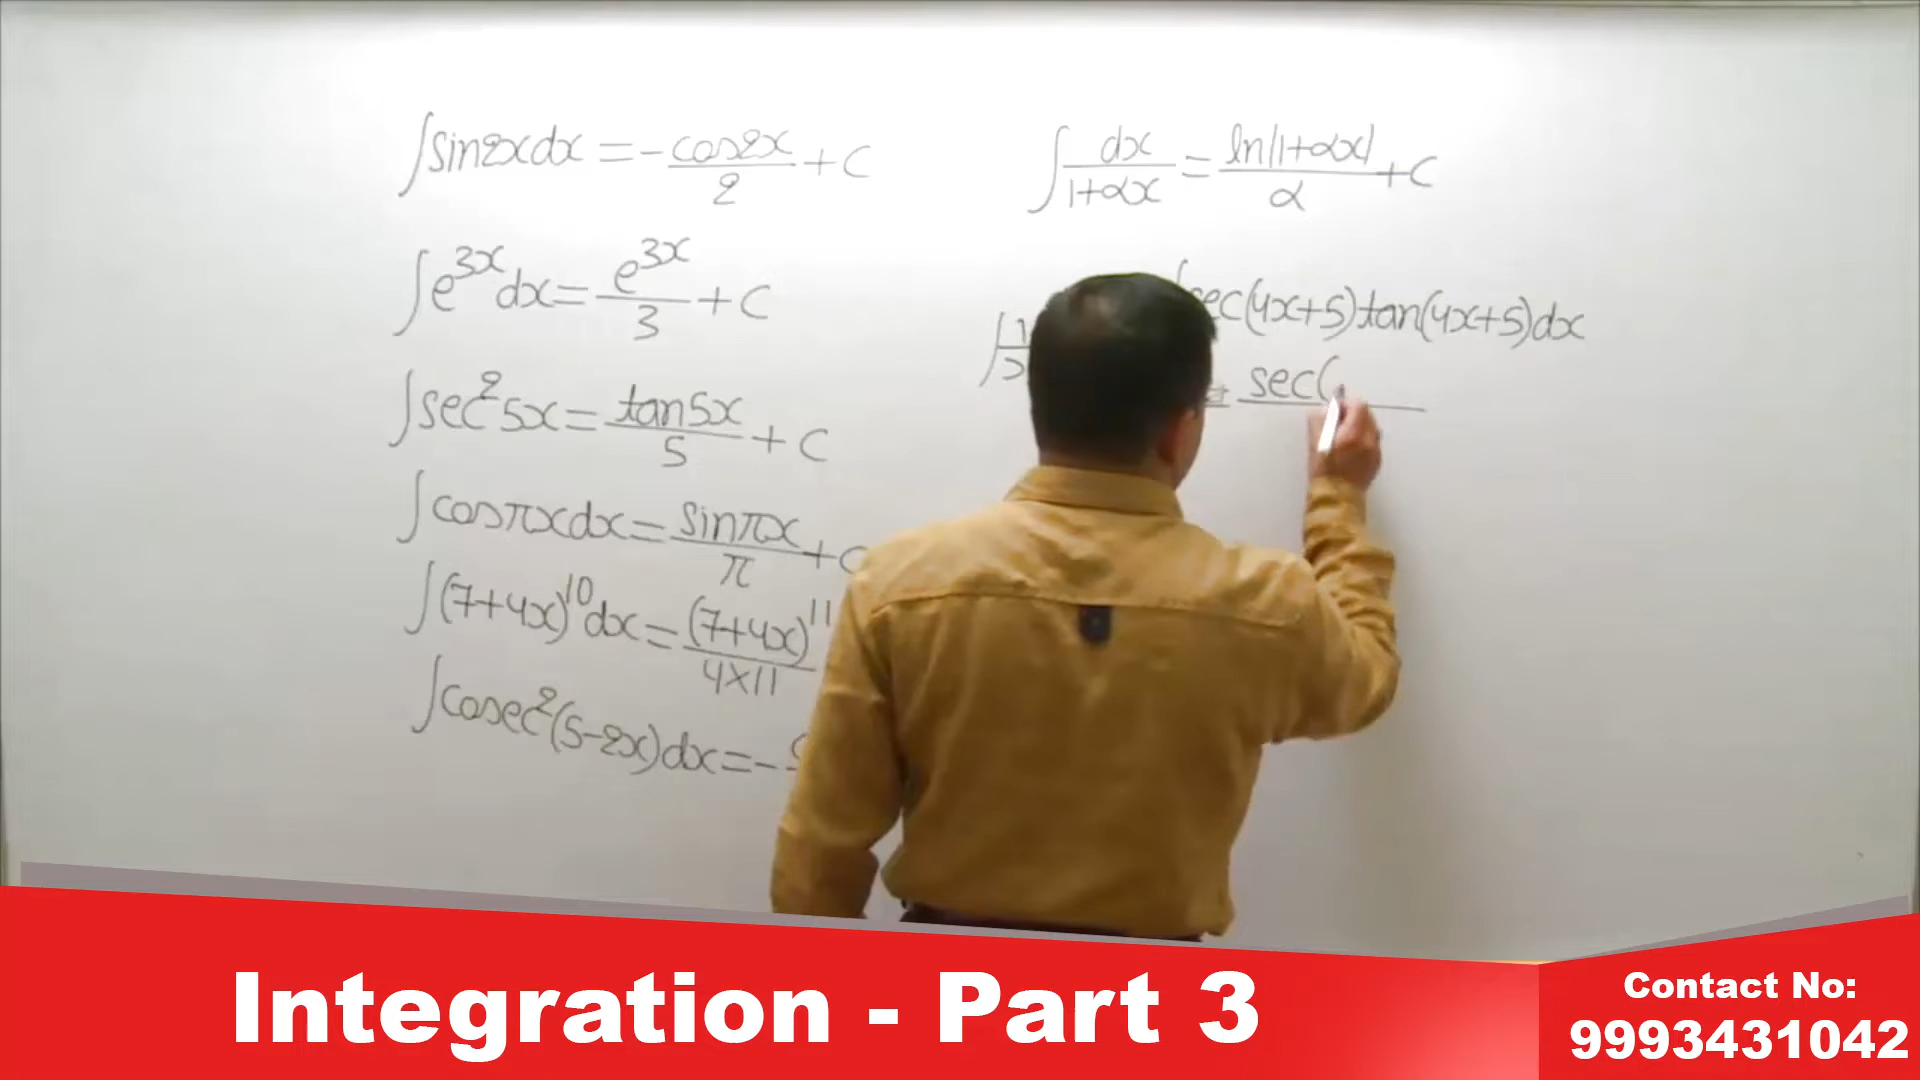 ∫sin2xdx = -cos2x/2 + C
∫e^3x dx = e^3x/3 + C
∫sec²5x = tan5x/5 + C
∫cosπxdx = sinπx/π + C
∫(7+4x)^10 dx = (7+4x)^11/4×11
∫cosec²(5-2x)dx = -
∫dx/1+αx = ln|1+αx|/α + C
∫sec(4x+5)tan(4x+5)dx
= sec(
Integration - Part 3
Contact No:
9993431042